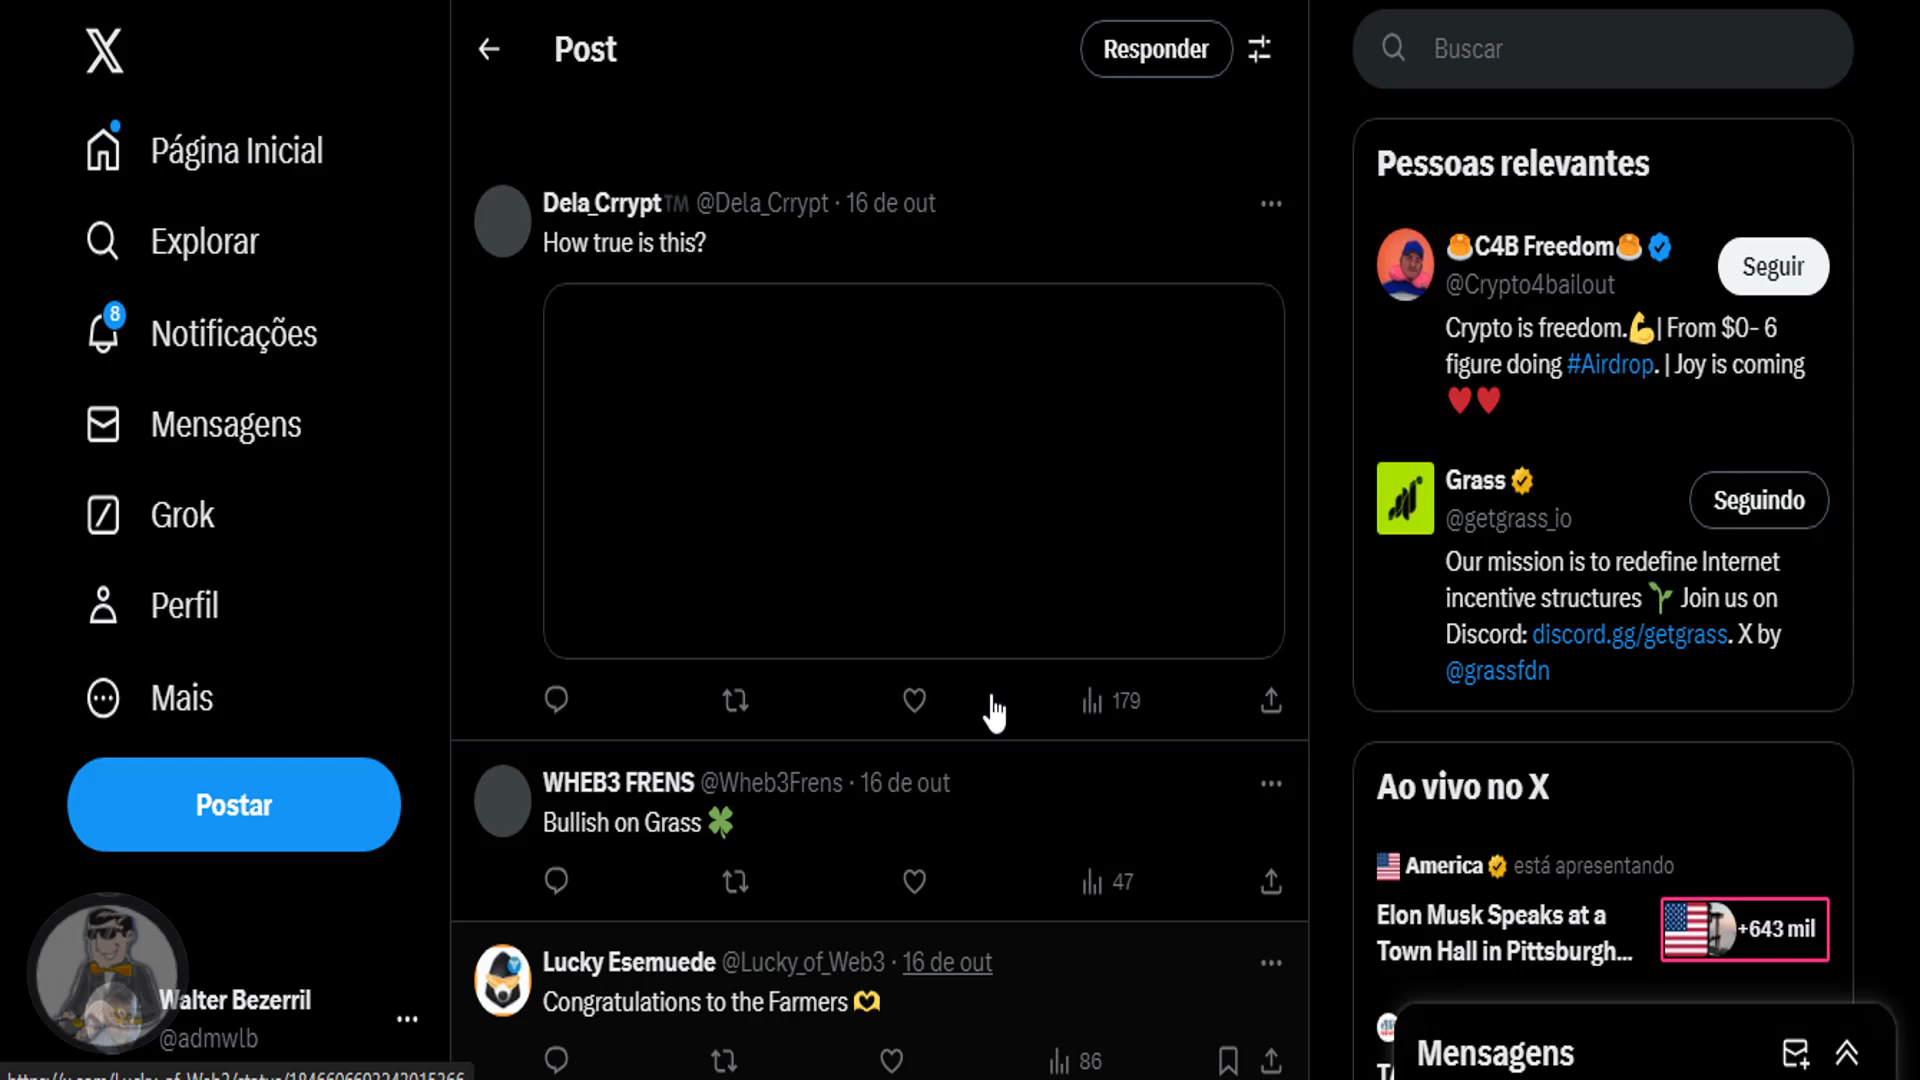 X
Página Inicial
Explorar
8
Notificações
Mensagens
Grok
Perfil
Mais
Postar
Walter Bezerril
@admwlb
Post
Responder
Dela_Crrypt™ @Dela_Crrypt · 16 de out
How true is this?
179
WHEB3 FRENS @Wheb3Frens · 16 de out
Bullish on Grass
47
Lucky Esemuede @Lucky_of_Web3 · 16 de out
Congratulations to the Farmers
86
Buscar
Pessoas relevantes
C4B Freedom
@Crypto4bailout
Seguir
Crypto is freedom. | From $0- 6
figure doing #Airdrop. | Joy is coming
Grass
@getgrass_io
Seguindo
Our mission is to redefine Internet
incentive structures Join us on
Discord: discord.gg/getgrass. X by
@grassfdn
Ao vivo no X
America está apresentando
Elon Musk Speaks at a
Town Hall in Pittsburgh...
+643 mil
Mensagens